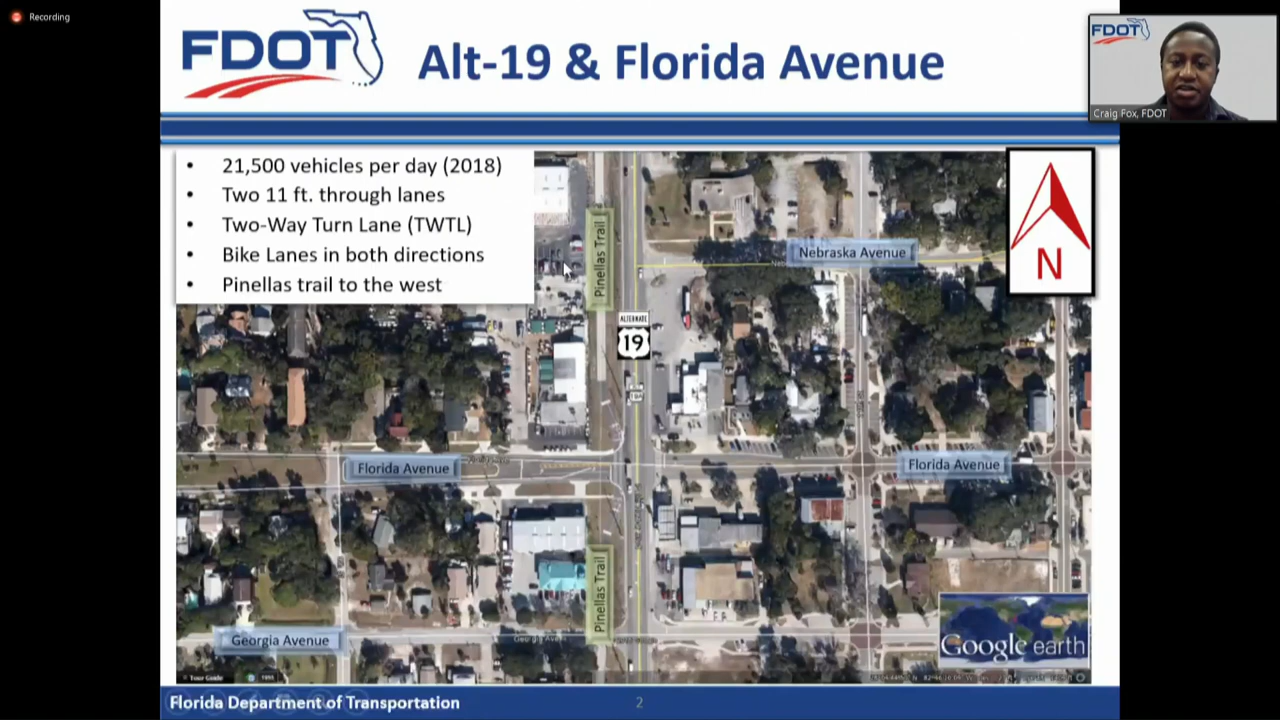 Recording
FDOT
Alt-19 & Florida Avenue
FDOT
Craig Fox, FDOT
• 21,500 vehicles per day (2018)
• Two 11 ft. through lanes
• Two-Way Turn Lane (TWTL)
• Bike Lanes in both directions
• Pinellas trail to the west
Pinellas Trail
Nebraska Avenue
N
ALTERNATE
19
Florida Avenue
Florida Avenue
Pinellas Trail
Georgia Avenue
Google earth
Tour Guide
1995
Florida Department of Transportation
2